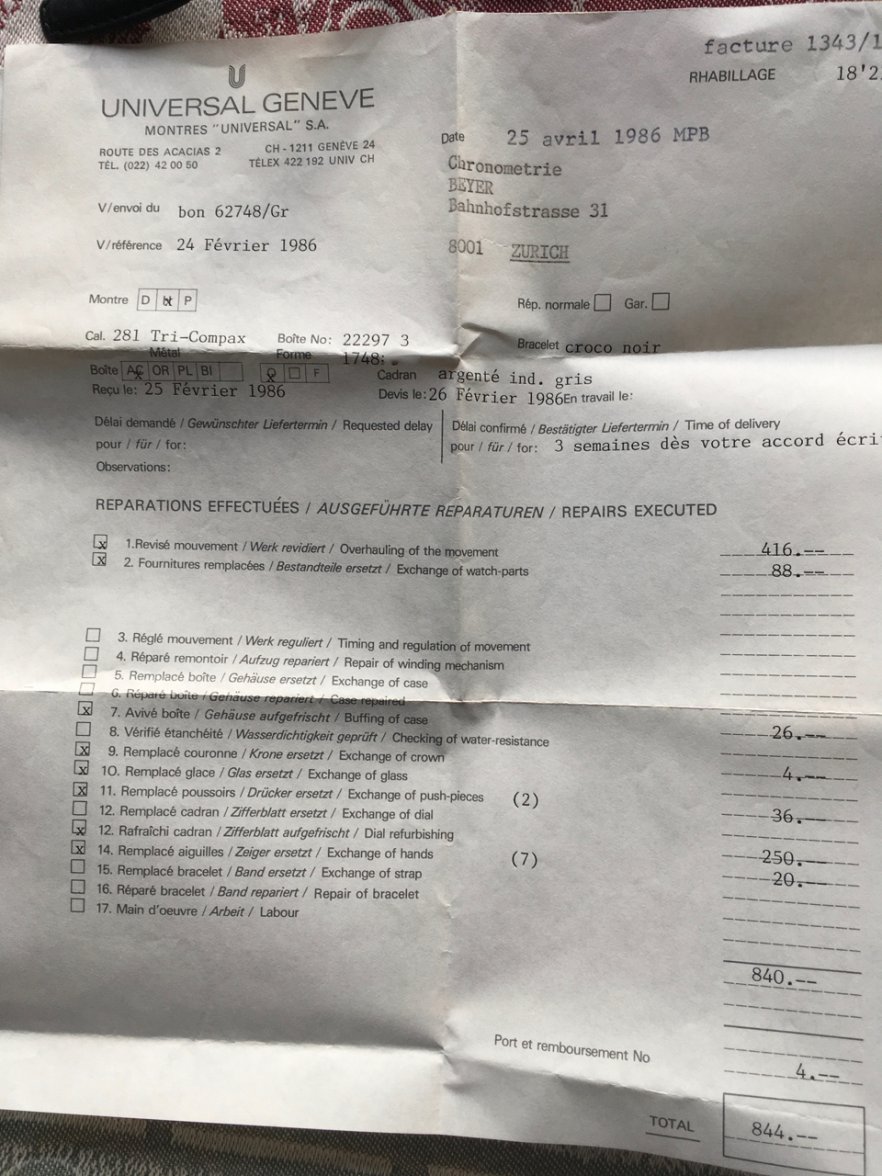 facture 1343/1
RHABILLAGE 18'2
UNIVERSAL GENEVE
MONTRES "UNIVERSAL" S.A.
ROUTE DES ACACIAS 2 CH - 1211 GENÈVE 24
TÉL. (022) 42 00 50 TÉLEX 422 192 UNIV CH
Date 25 avril 1986 MPB
Chronometrie
BEYER
Bahnhofstrasse 31
8001 ZURICH
V/envoi du bon 62748/Gr
V/référence 24 Février 1986
Montre D P
Rép. normale Gar.
Cal. 281 Tri-Compax Boîte No: 22297 3
Bracelet croco noir
Métal Forme 1748
Boîte AC OR PL BI F
Cadran argenté ind. gris
Reçu le: 25 Février 1986 Devis le: 26 Février 1986 En travail le:
Délai demandé / Gewünschter Liefertermin / Requested delay
pour / für / for:
Délai confirmé / Bestätigter Liefertermin / Time of delivery
pour / für / for: 3 semaines dès votre accord écri
Observations:
REPARATIONS EFFECTUÉES / AUSGEFÜHRTE REPARATUREN / REPAIRS EXECUTED
x 1. Revisé mouvement / Werk revidiert / Overhauling of the movement 416.--
x 2. Fournitures remplacées / Bestandteile ersetzt / Exchange of watch-parts 88.--
3. Réglé mouvement / Werk reguliert / Timing and regulation of movement
4. Réparé remontoir / Aufzug repariert / Repair of winding mechanism
5. Remplacé boîte / Gehäuse ersetzt / Exchange of case
6. Réparé boîte / Gehäuse repariert / Case repaired
x 7. Avivé boîte / Gehäuse aufgefrischt / Buffing of case 26.--
8. Vérifié étanchéité / Wasserdichtigkeit geprüft / Checking of water-resistance
x 9. Remplacé couronne / Krone ersetzt / Exchange of crown 4.--
x 10. Remplacé glace / Glas ersetzt / Exchange of glass
x 11. Remplacé poussoirs / Drücker ersetzt / Exchange of push-pieces (2) 36.--
12. Remplacé cadran / Zifferblatt ersetzt / Exchange of dial
x 12. Rafraîchi cadran / Zifferblatt aufgefrischt / Dial refurbishing 250.--
x 14. Remplacé aiguilles / Zeiger ersetzt / Exchange of hands (7) 20.--
15. Remplacé bracelet / Band ersetzt / Exchange of strap
16. Réparé bracelet / Band repariert / Repair of bracelet
17. Main d'oeuvre / Arbeit / Labour
840.--
Port et remboursement No 4.--
TOTAL 844.--